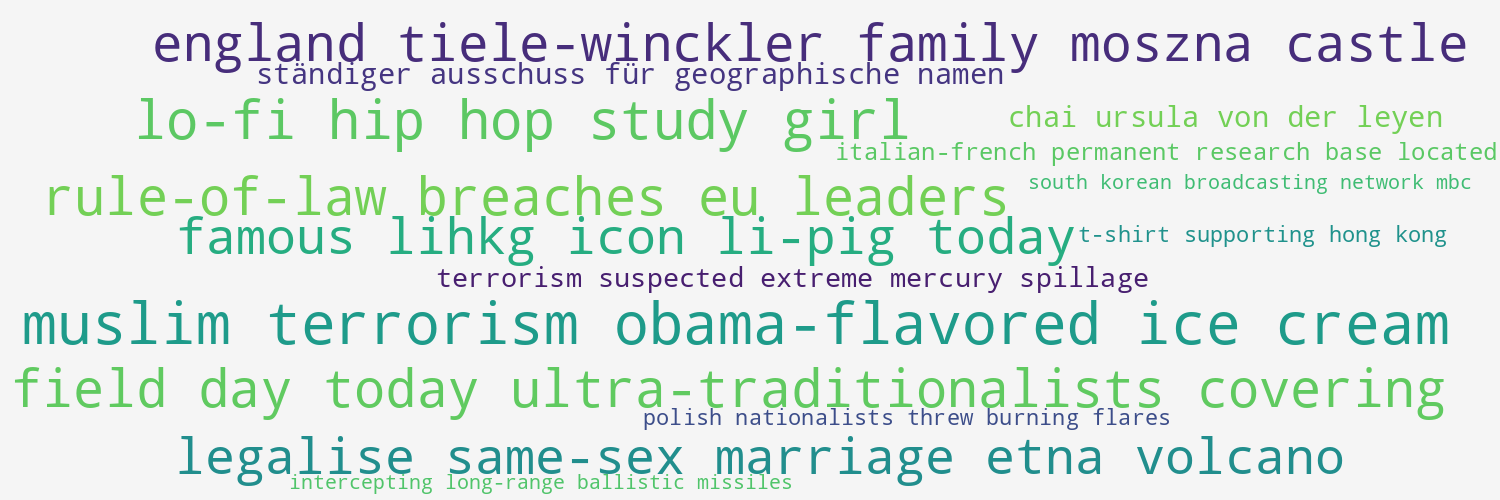 england tiele-winckler family moszna castle
ständiger ausschuss für geographische namen
lo-fi hip hop study girl
chai ursula von der leyen
italian-french permanent research base located
rule-of-law breaches eu leaders
south korean broadcasting network mbc
famous lihkg icon li-pig today
t-shirt supporting hong kong
terrorism suspected extreme mercury spillage
muslim terrorism obama-flavored ice cream
field day today ultra-traditionalists covering
polish nationalists threw burning flares
legalise same-sex marriage etna volcano
intercepting long-range ballistic missiles